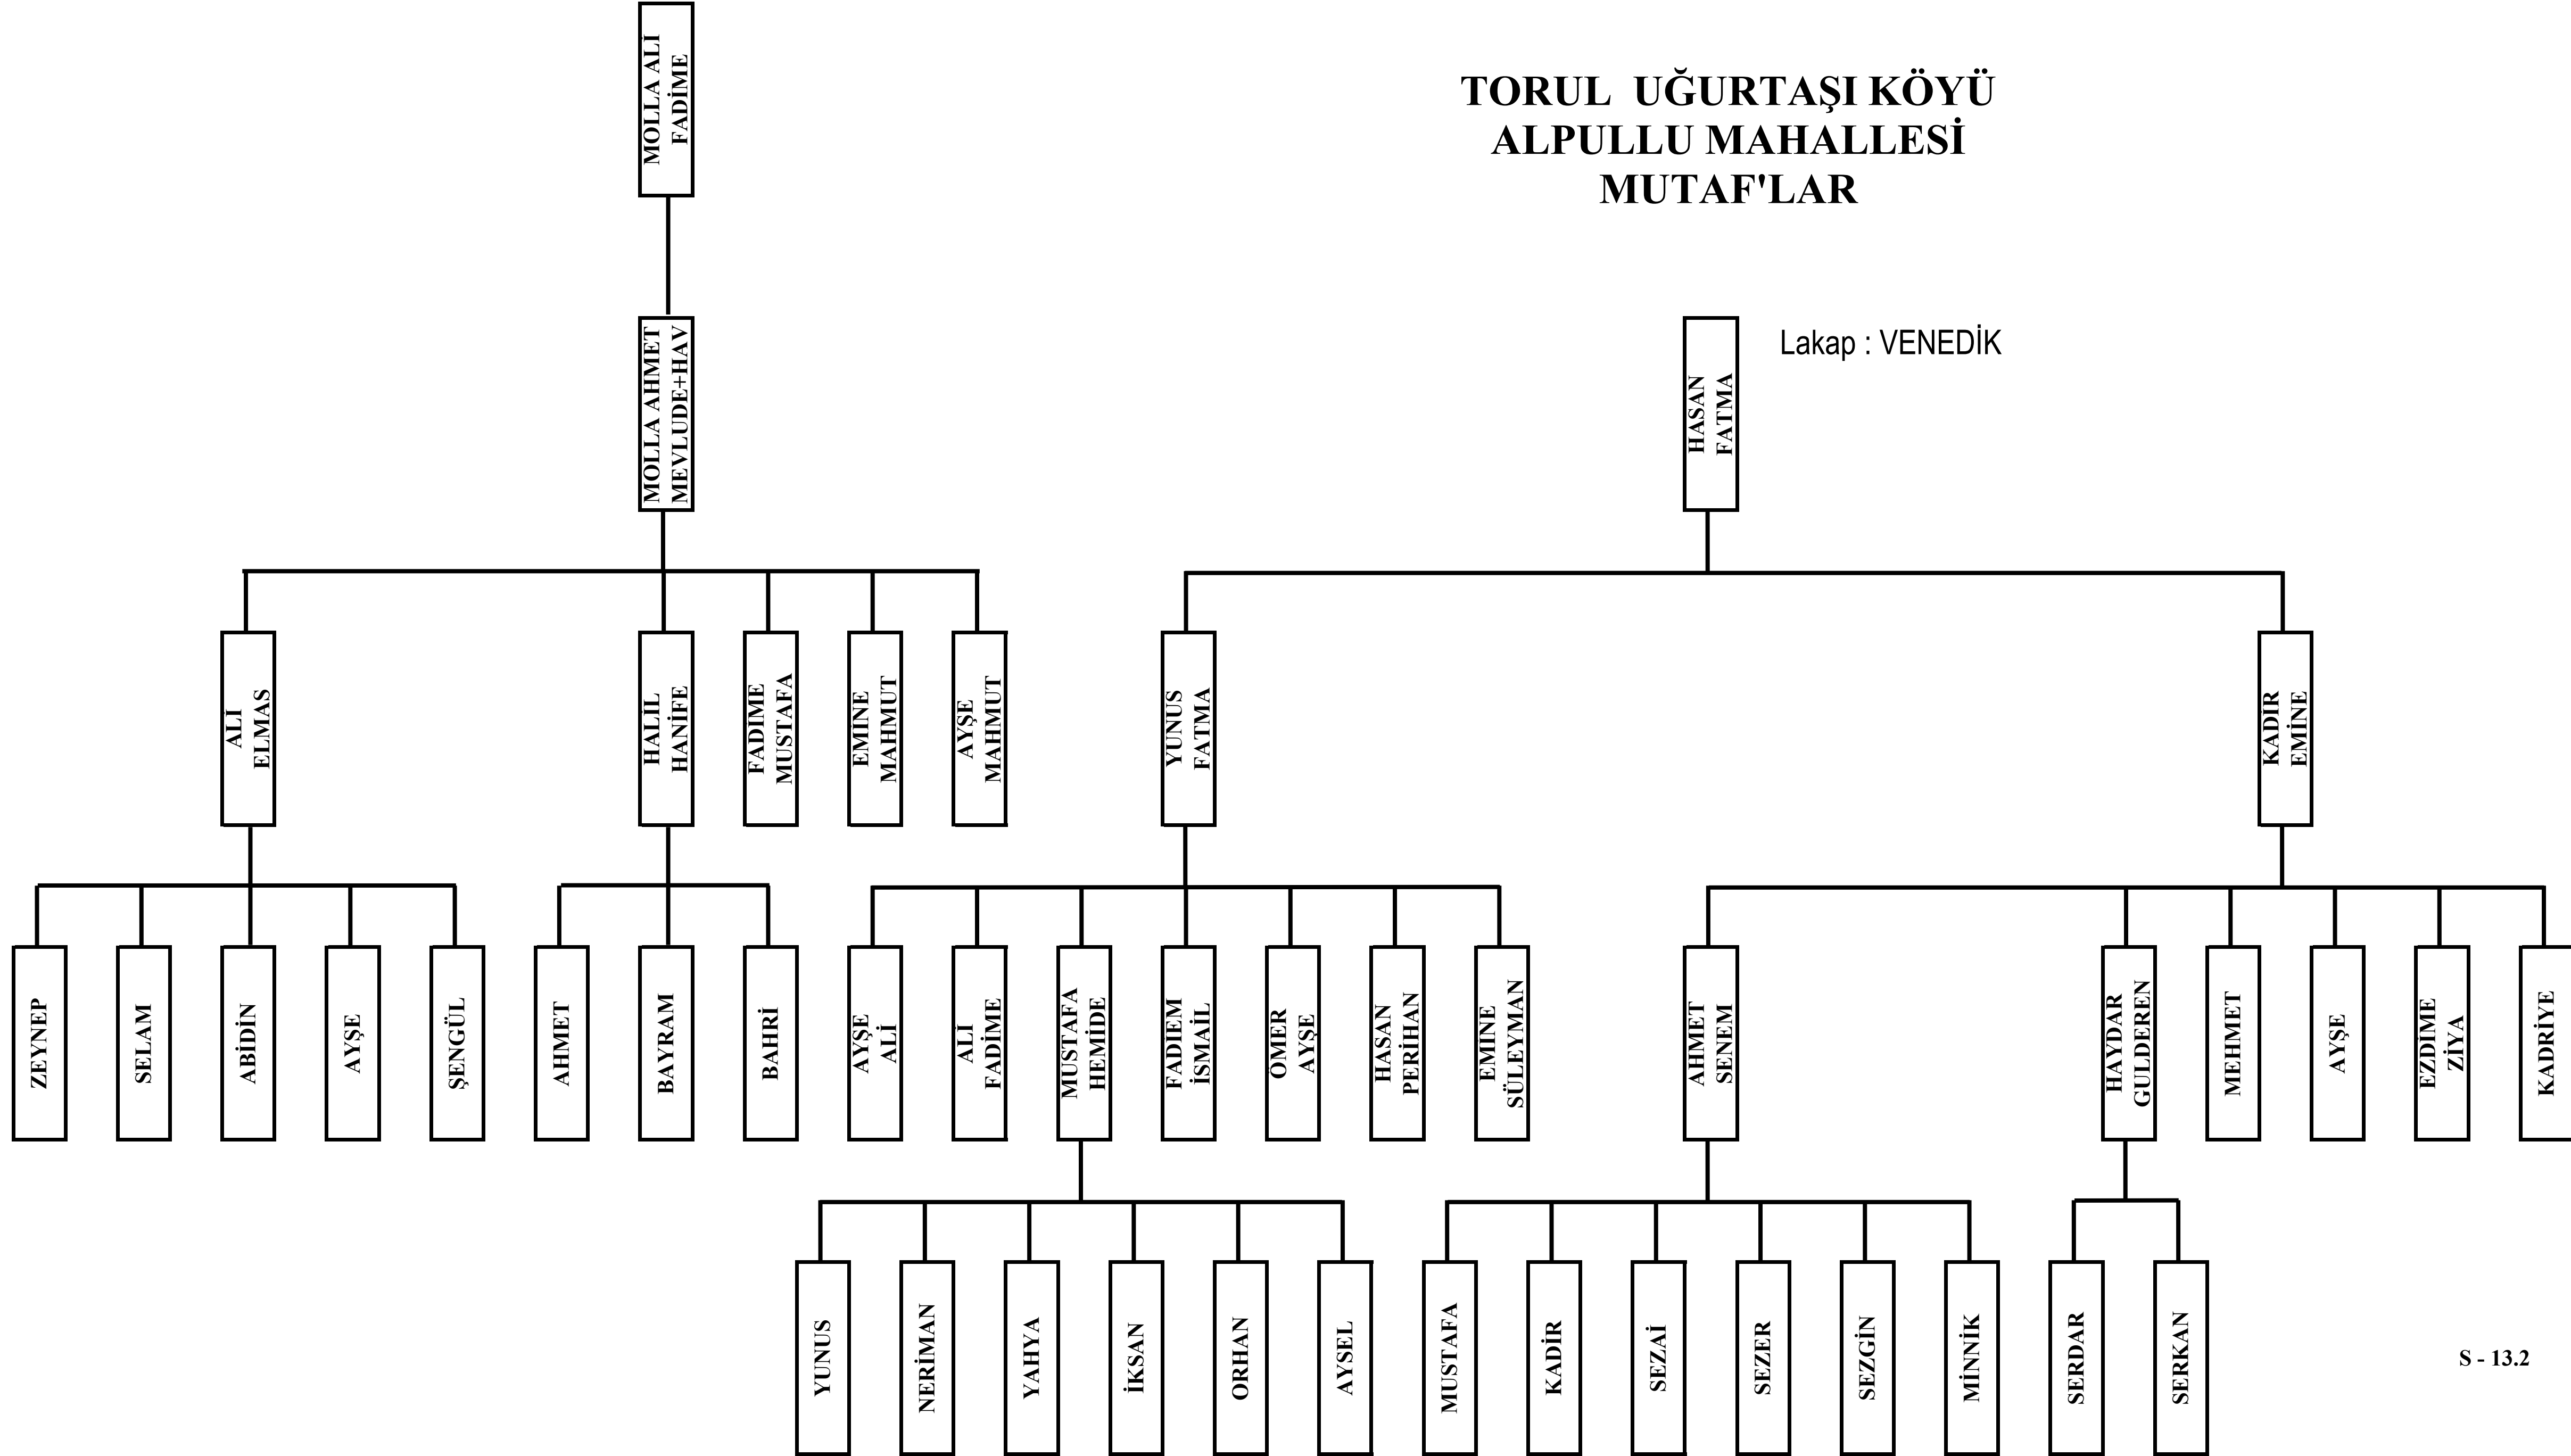 MOLLA ALİ
FADİME
TORUL UĞURTAŞI KÖYÜ
ALPULLU MAHALLESİ
MUTAF'LAR
MOLLA AHMET
MEVLUDE+HAV
HASAN
FATMA
Lakap : VENEDİK
ALİ
ELMAS
HALİL
HANİFE
FADIME
MUSTAFA
EMİNE
MAHMUT
AYŞE
MAHMUT
YUNUS
FATMA
KADİR
EMİNE
ZEYNEP
SELAM
ABİDİN
AYŞE
ŞENGÜL
AHMET
BAYRAM
BAHRİ
AYŞE
ALİ
ALİ
FADİME
MUSTAFA
HEMİDE
FADIEM
İSMAİL
ÖMER
AYŞE
HASAN
PERİHAN
EMİNE
SÜLEYMAN
AHMET
SENEM
HAYDAR
GULDEREN
MEHMET
AYŞE
EZDİME
ZİYA
KADRİYE
YUNUS
NERİMAN
YAHYA
İKSAN
ORHAN
AYSEL
MUSTAFA
KADİR
SEZAİ
SEZER
SEZGİN
MİNNİK
SERDAR
SERKAN
S - 13.2